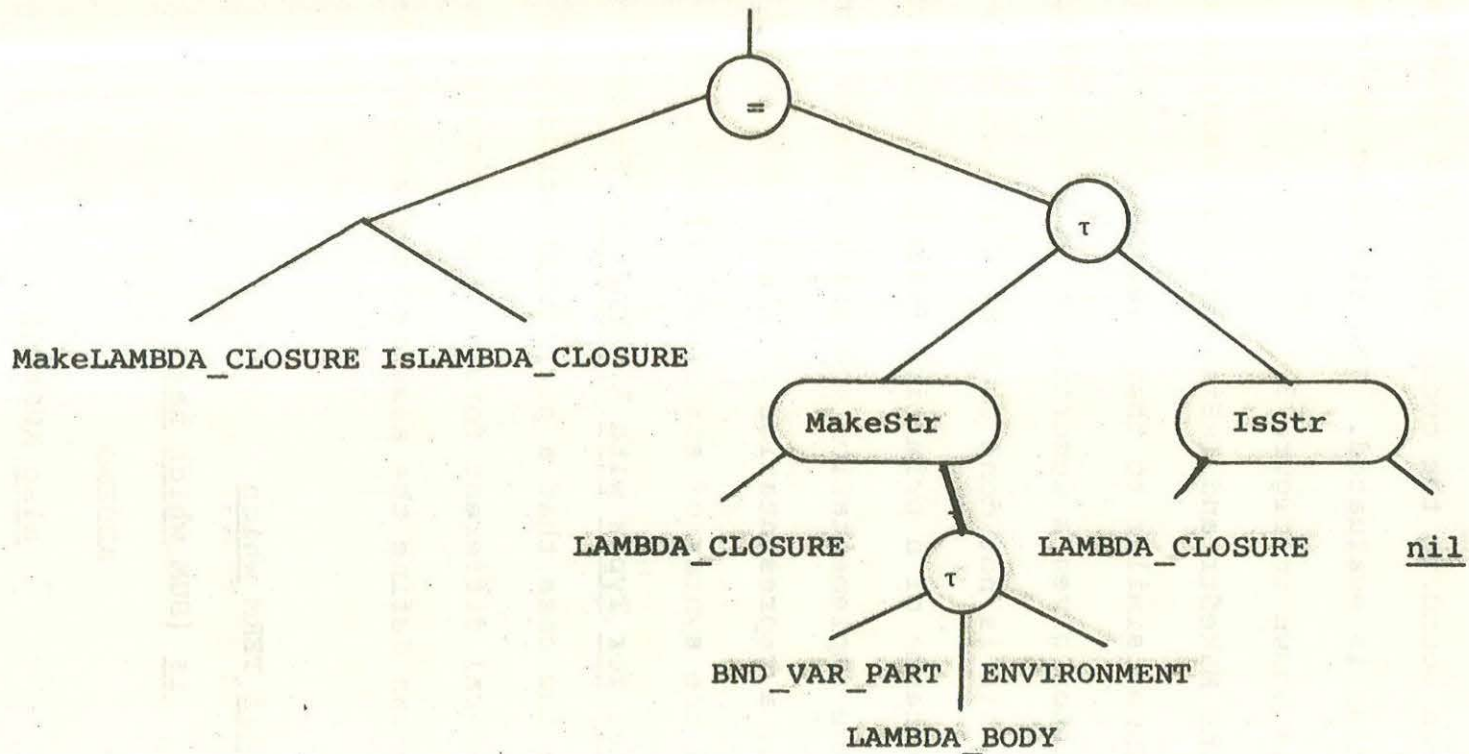 =
τ
MakeLAMBDA_CLOSURE IsLAMBDA_CLOSURE
MakeStr IsStr
LAMBDA_CLOSURE LAMBDA_CLOSURE nil
τ
BND_VAR_PART ENVIRONMENT
LAMBDA_BODY